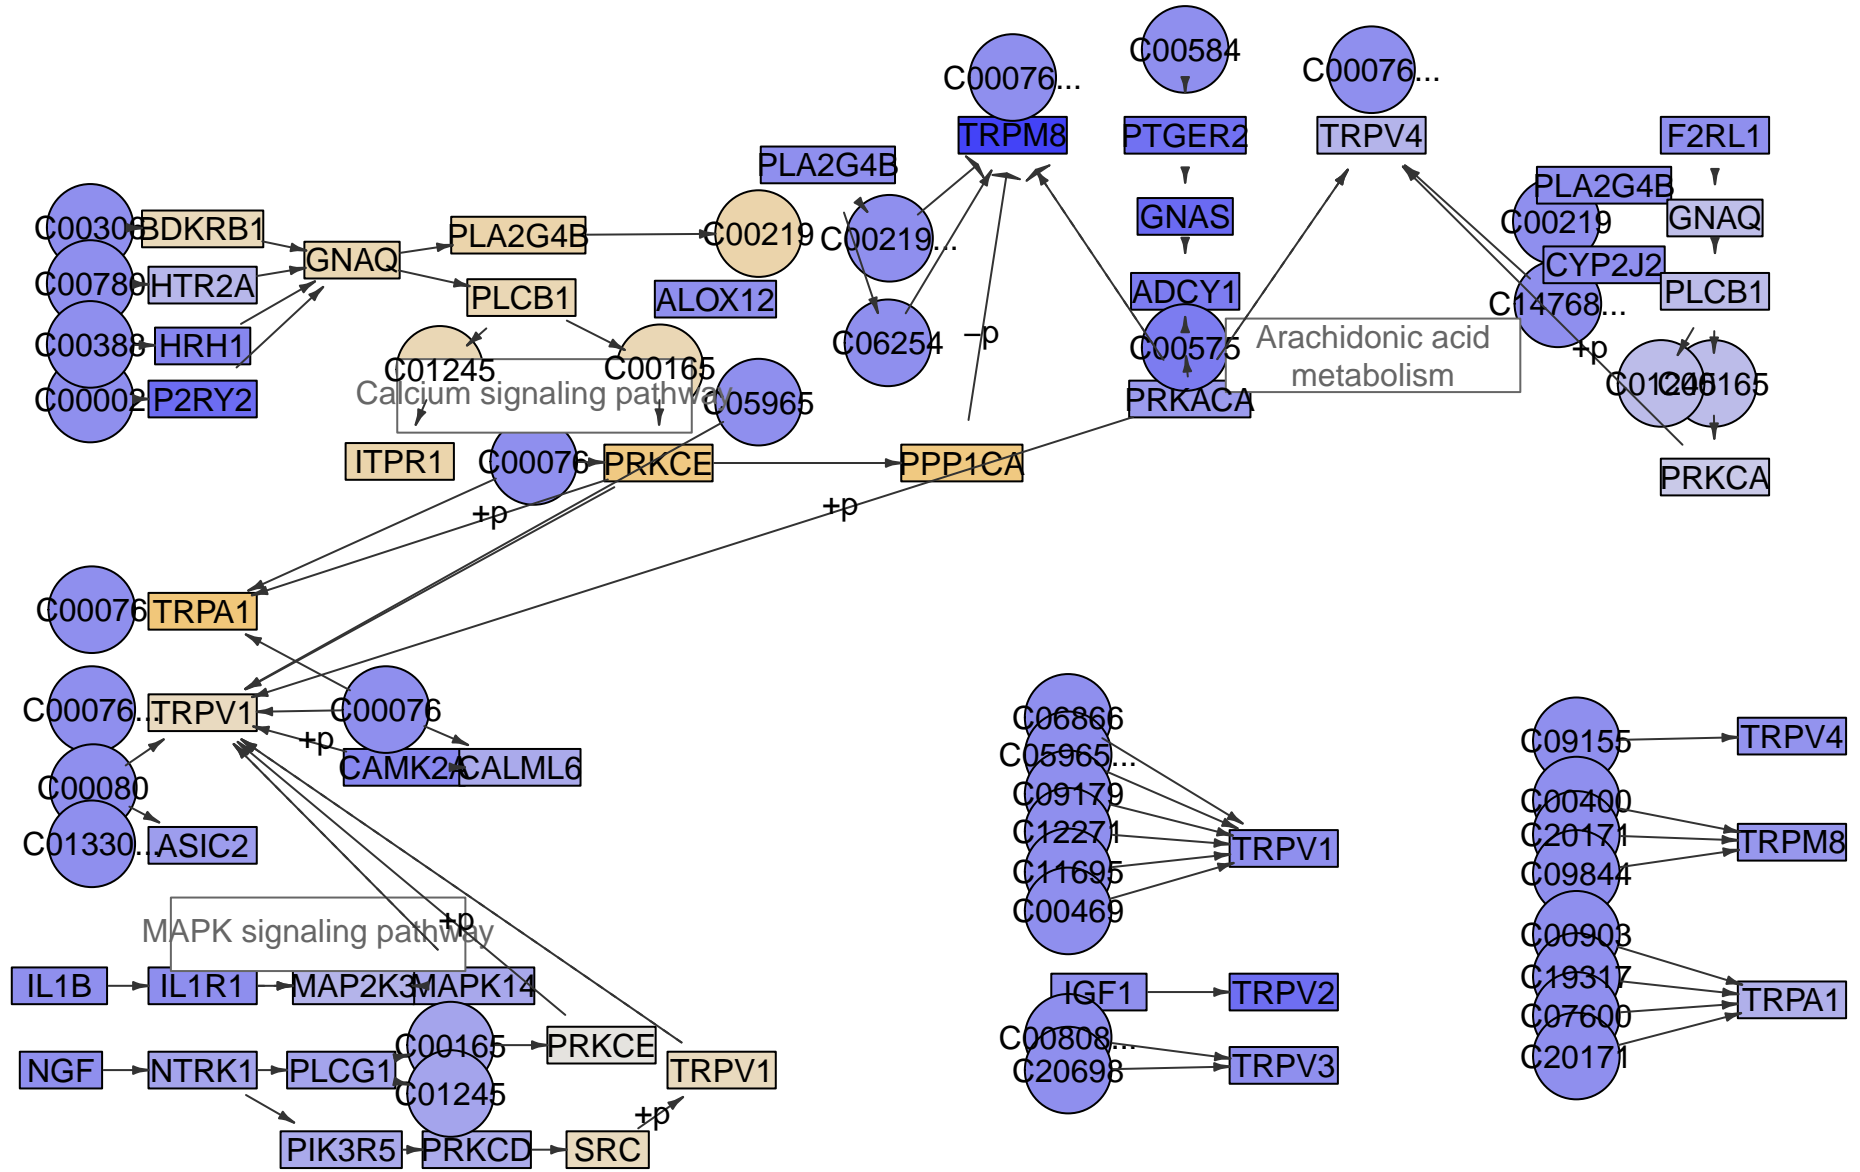 C00584
C00076...
C00076...
TRPM8
PTGER2
TRPV4
F2RL1
PLA2G4B
PLA2G4B
C00219
GNAS
GNAQ
BDKRB1
PLA2G4B
C00219
C00219...
GNAQ
CYP2J2
C00780
HTR2A
PLCB1
ALOX12
ADCY1
C14768...
PLCB1
C00388
HRH1
C06254
–p
C00575
Arachidonic acid
metabolism
+p
C01245
C00165
Calcium signaling pathway
C00002
P2RY2
C05965
PRKACA
C01245
C00165
ITPR1
C00076
PRKCE
PPP1CA
PRKCA
+p
+p
C00076
TRPA1
C00076...
TRPV1
C00076
+p
CAMK2A
CALML6
C00080
C01330...
ASIC2
C06866
C05965...
C09179
C12271
C11695
C00469
TRPV1
C09155
TRPV4
C00400
C20171
C09844
TRPM8
MAPK signaling pathway
+p
IL1B
IL1R1
MAP2K3
MAPK14
IGF1
TRPV2
C00903
C19317
C07600
C20171
TRPA1
C00165
PRKCE
C00808...
C20698
TRPV3
NGF
NTRK1
PLCG1
C01245
TRPV1
+p
PIK3R5
PRKCD
SRC